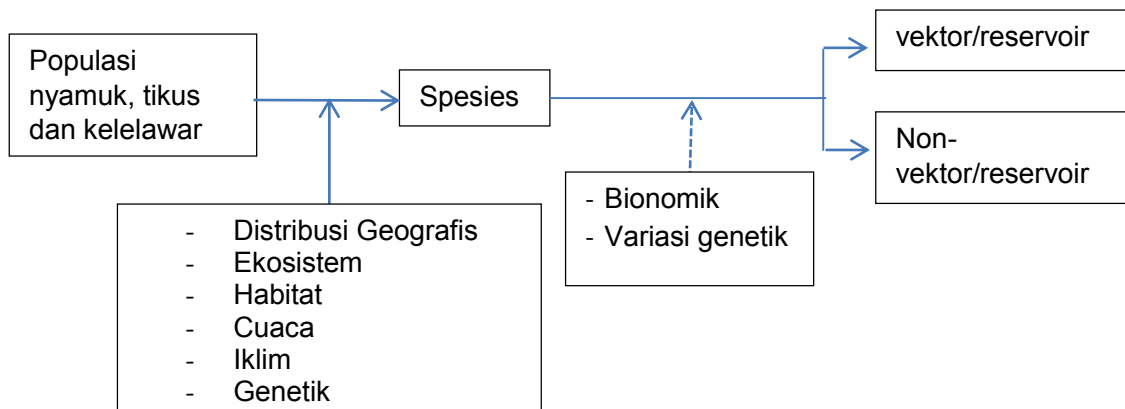 Populasi
nyamuk, tikus
dan kelelawar
Spesies
vektor/reservoir
Non-
vektor/reservoir
- Distribusi Geografis
- Ekosistem
- Habitat
- Cuaca
- Iklim
- Genetik
- Bionomik
- Variasi genetik